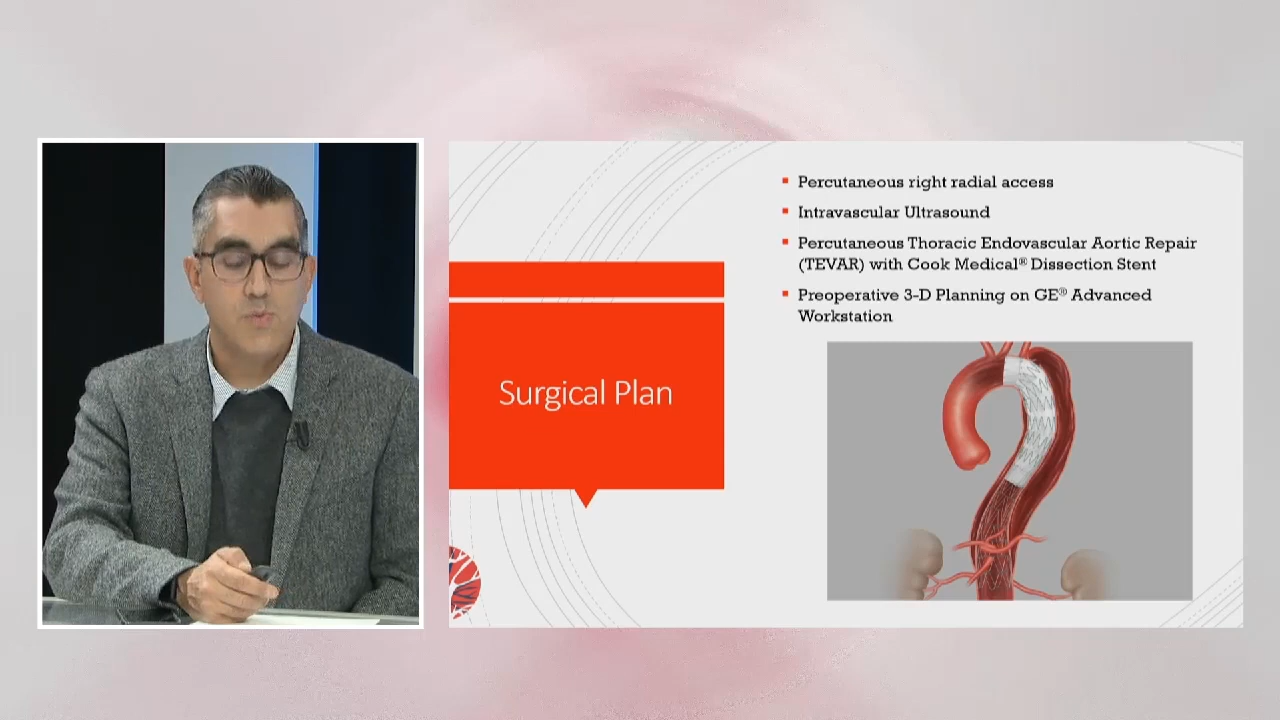 Percutaneous right radial access
Intravascular Ultrasound
Percutaneous Thoracic Endovascular Aortic Repair
(TEVAR) with Cook Medical® Dissection Stent
Preoperative 3-D Planning on GE® Advanced
Workstation
Surgical Plan